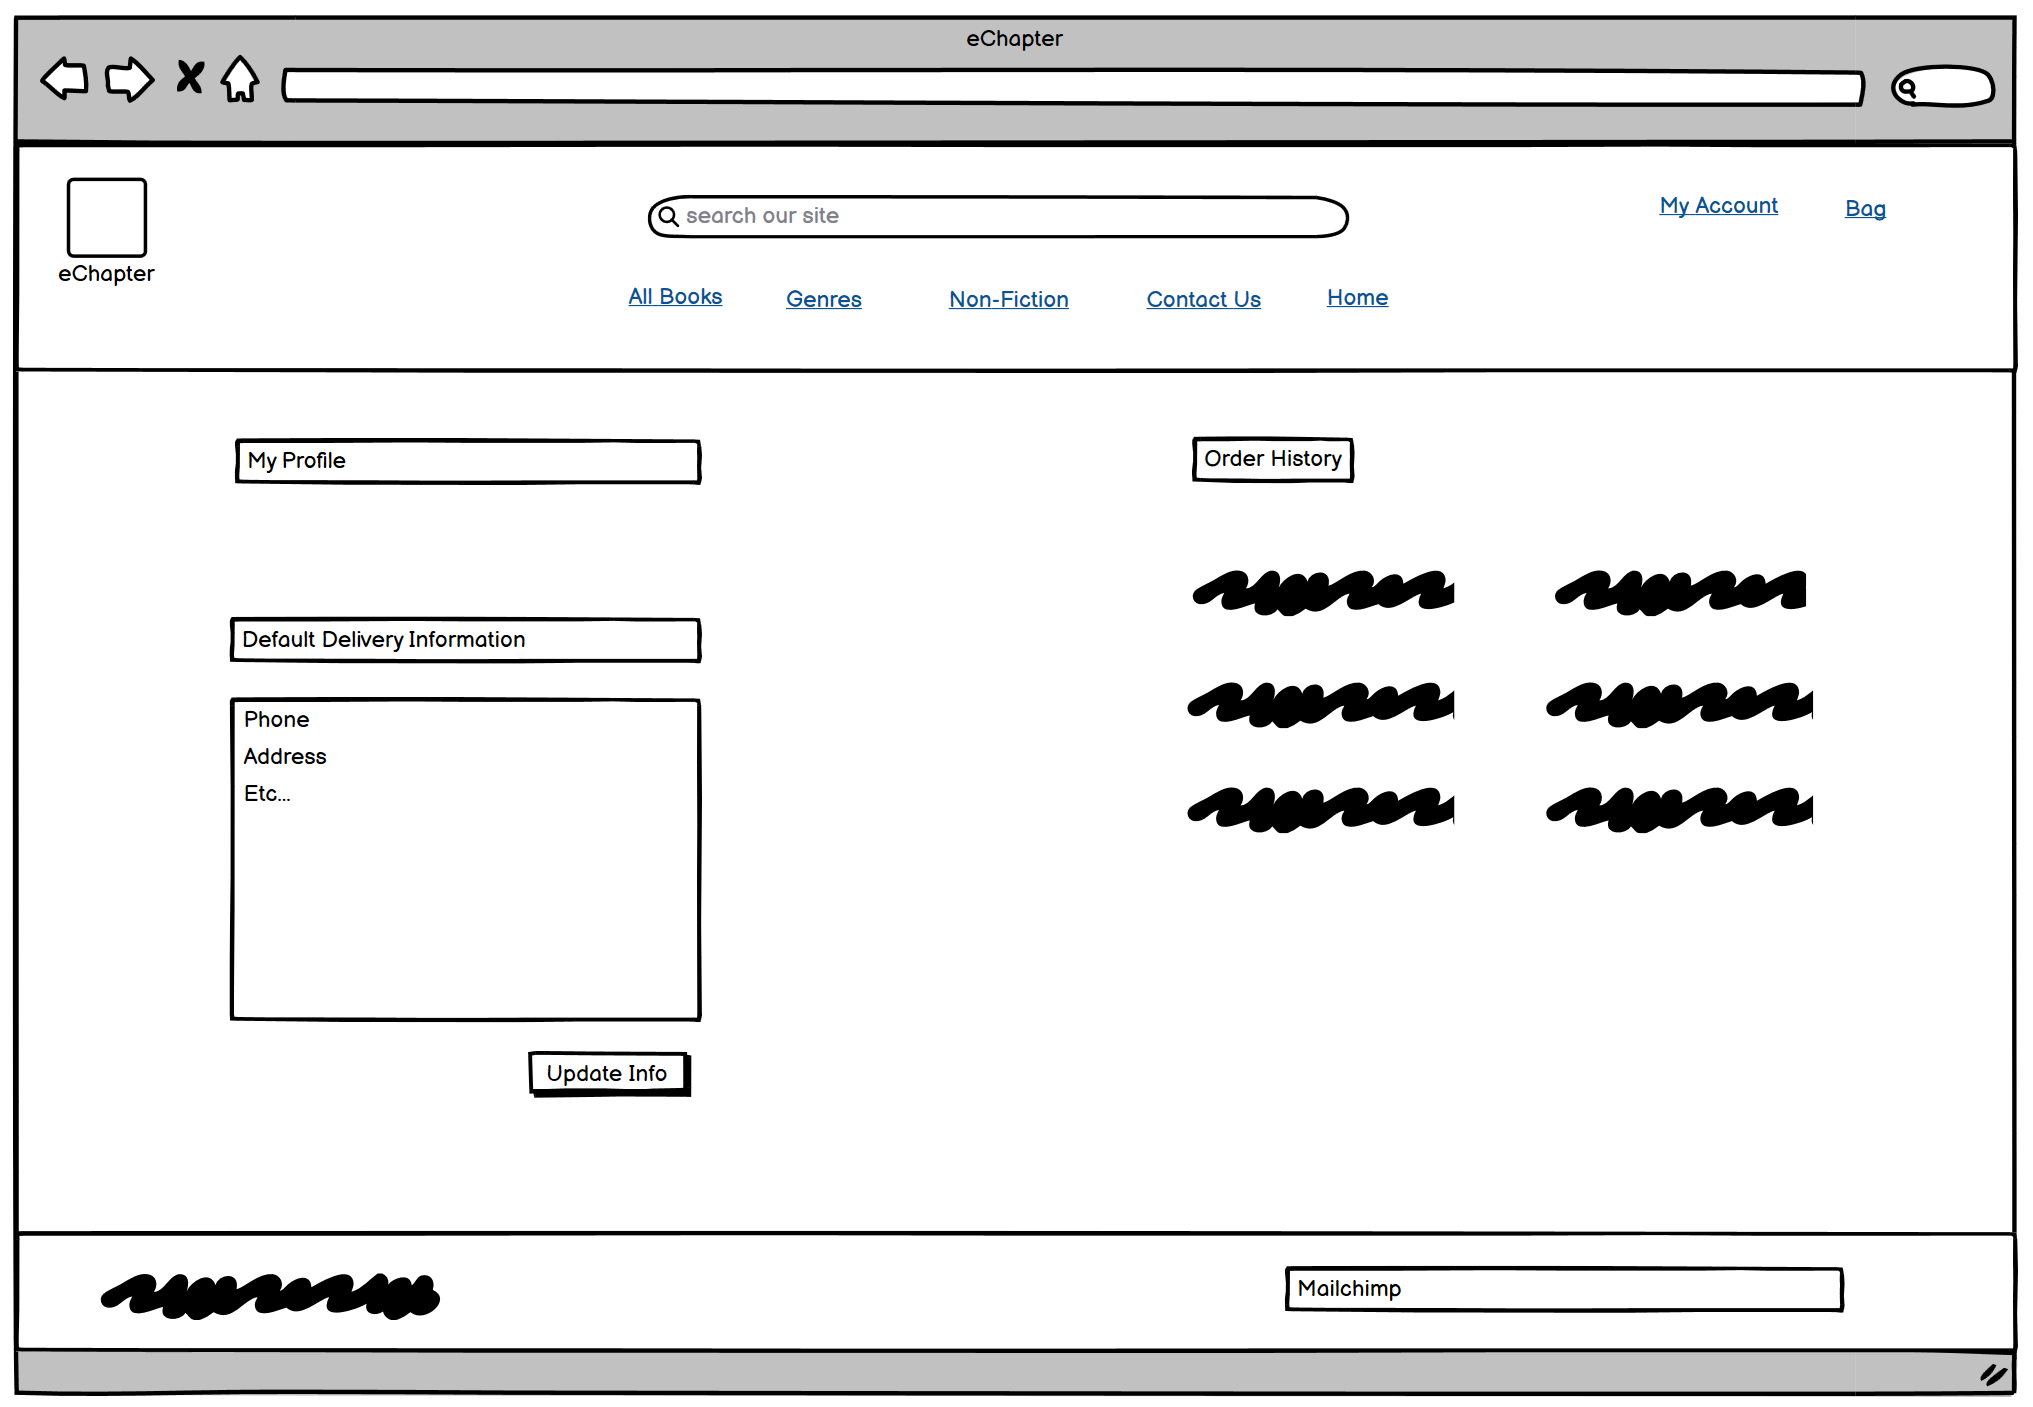 eChapter
search our site
My Account
Bag
eChapter
All Books
Genres
Non-Fiction
Contact Us
Home
My Profile
Order History
Default Delivery Information
Phone
Address
Etc...
Update Info
Mailchimp